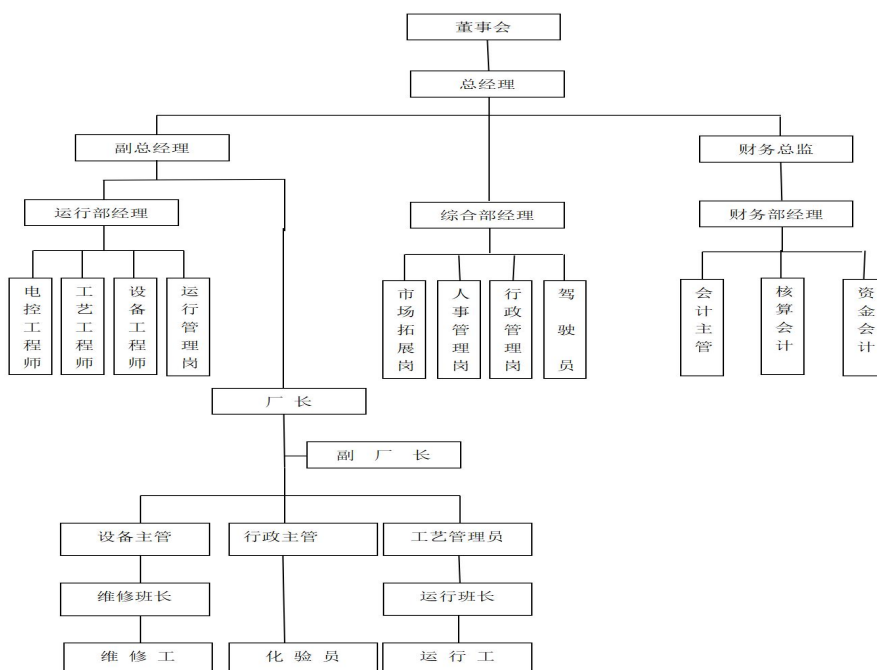 董事会
总经理
副总经理
财务总监
运行部经理
综合部经理
财务部经理
电控工程师
工艺工程师
设备工程师
运行管理岗
市场拓展岗
人事管理岗
行政管理岗
驾驶员
会计主管
核算会计
资金会计
厂 长
副 厂 长
设备主管
行政主管
工艺管理员
维修班长
运行班长
维 修 工
化 验 员
运 行 工